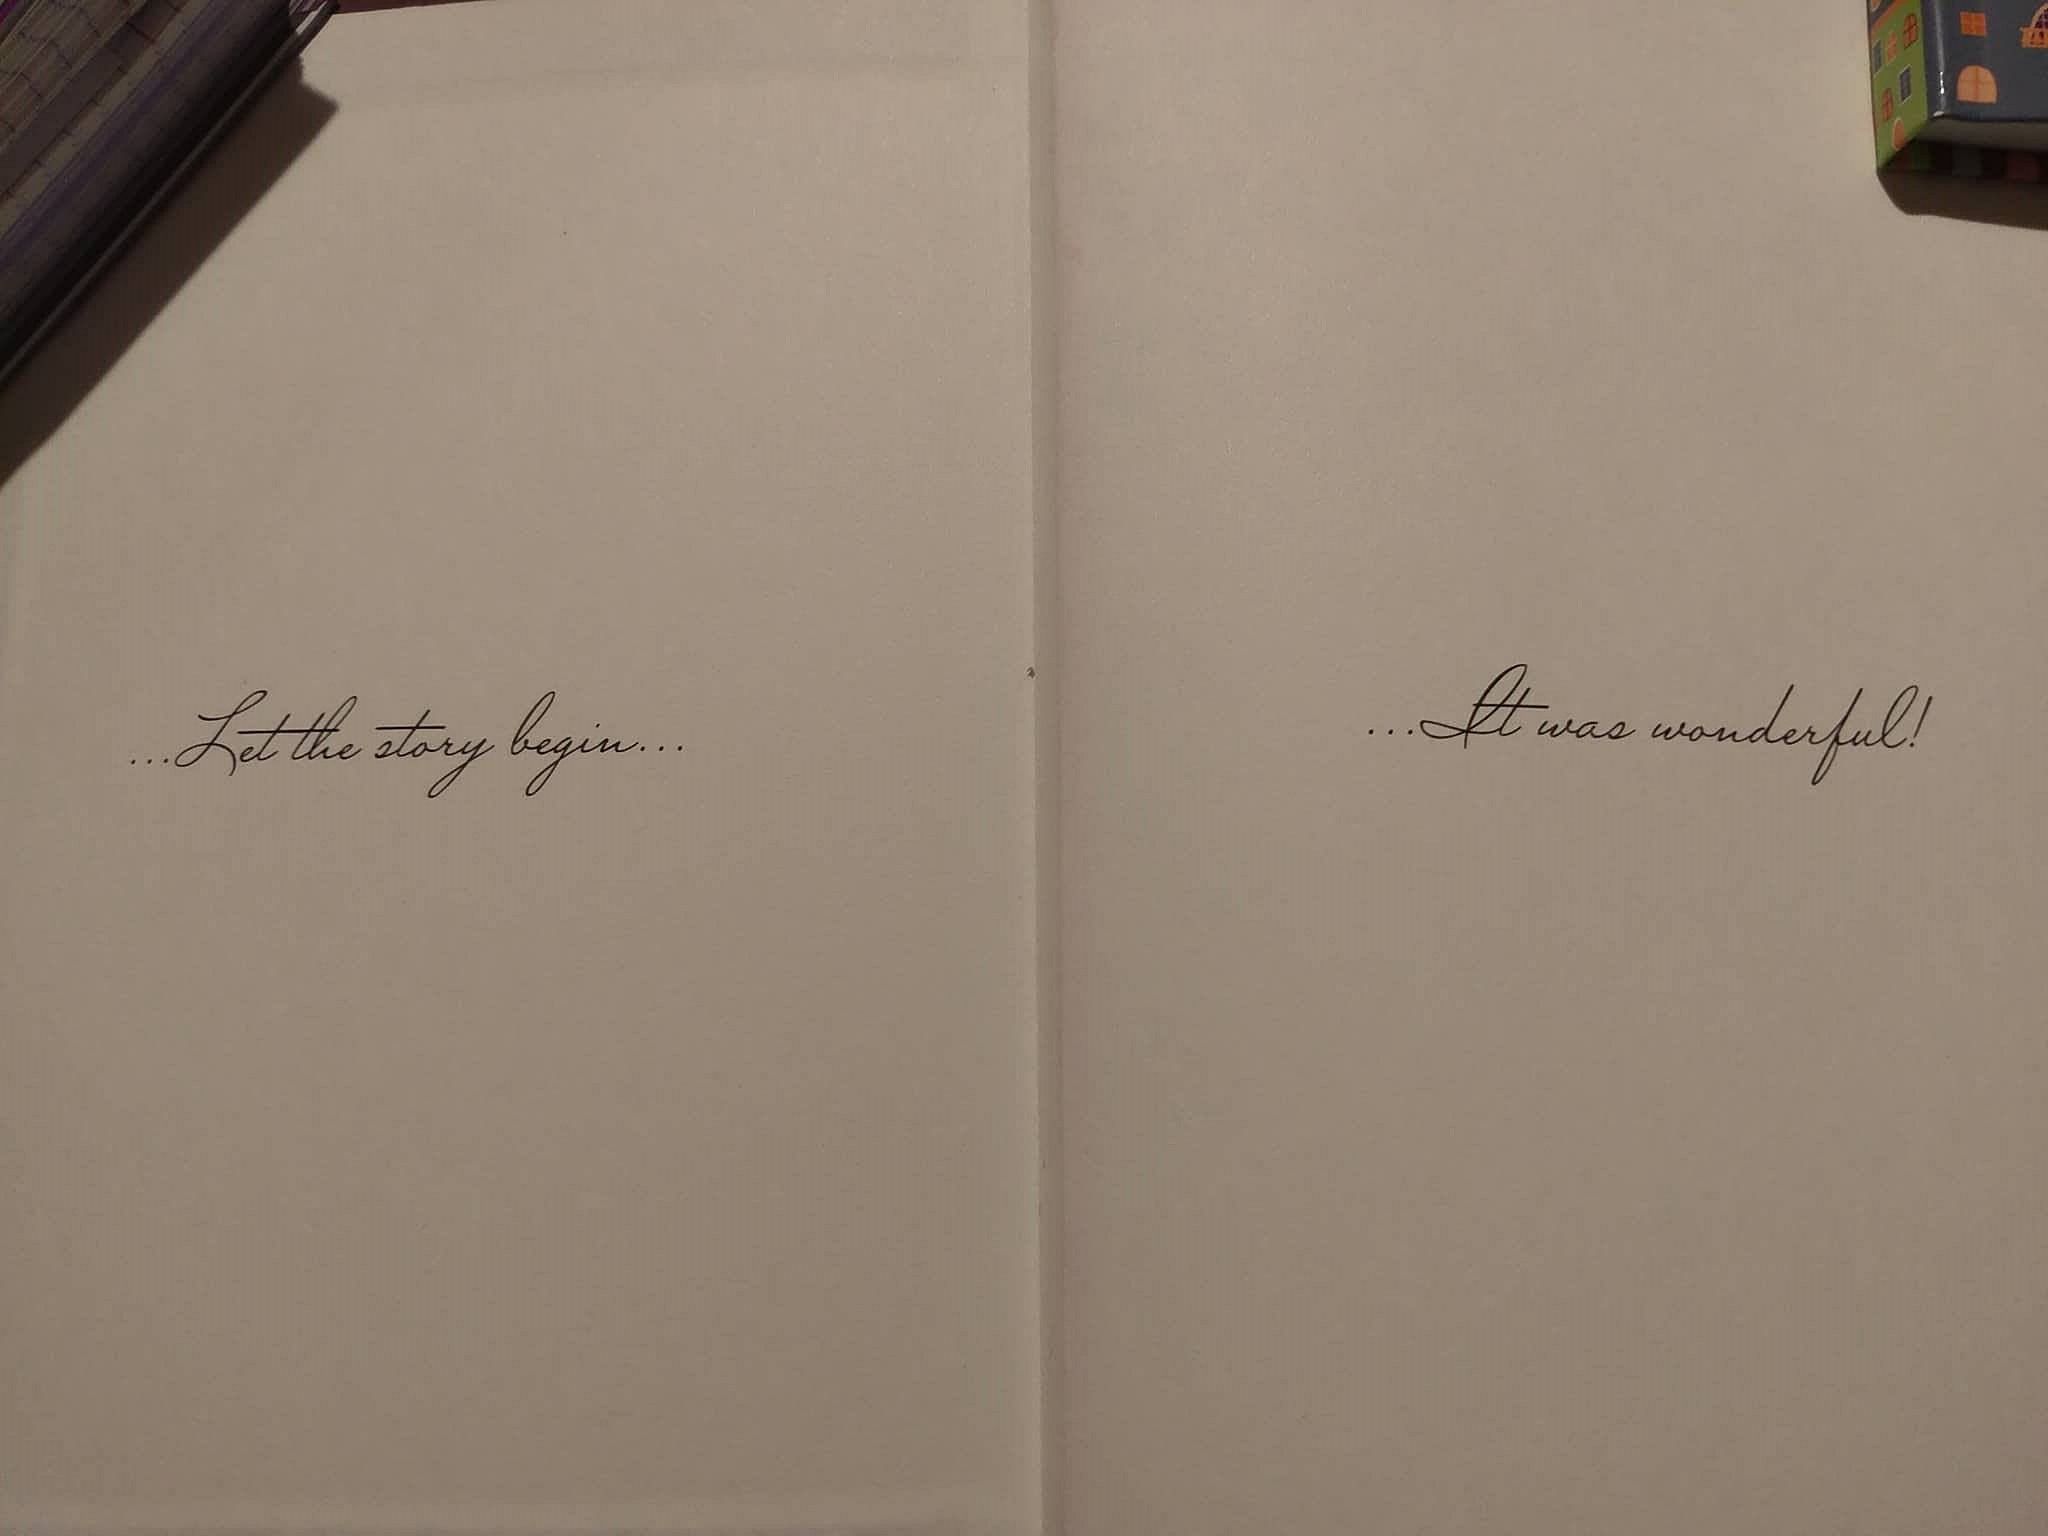 ...Let the story begin...
...It was wonderful!